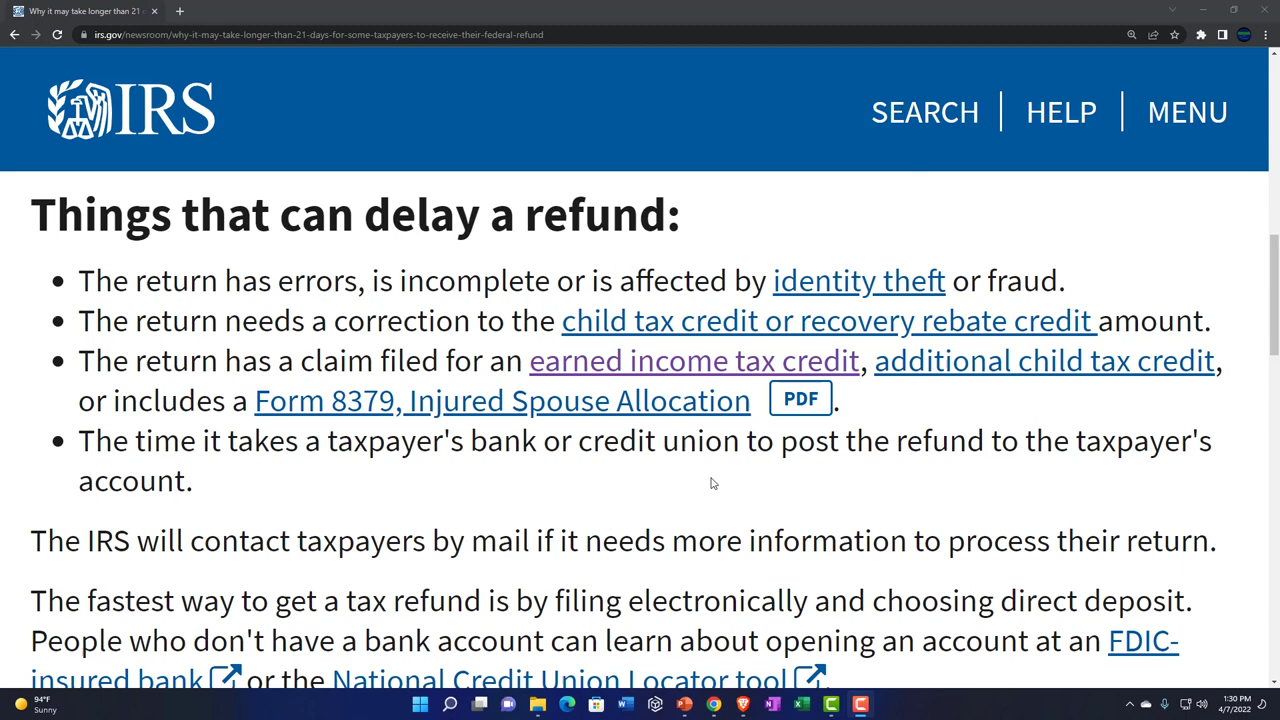 Why it may take longer than 21
irs.gov/newsroom/why-it-may-take-longer-than-21-days-for-some-taxpayers-to-receive-their-federal-refund
IRS
SEARCH
HELP
MENU
Things that can delay a refund:
The return has errors, is incomplete or is affected by identity theft or fraud.
The return needs a correction to the child tax credit or recovery rebate credit amount.
The return has a claim filed for an earned income tax credit, additional child tax credit,
or includes a Form 8379, Injured Spouse Allocation PDF.
The time it takes a taxpayer's bank or credit union to post the refund to the taxpayer's
account.
The IRS will contact taxpayers by mail if it needs more information to process their return.
The fastest way to get a tax refund is by filing electronically and choosing direct deposit.
People who don't have a bank account can learn about opening an account at an FDIC-
insured bank or the National Credit Union Locator tool.
94°F
Sunny
1:30 PM
4/7/2022